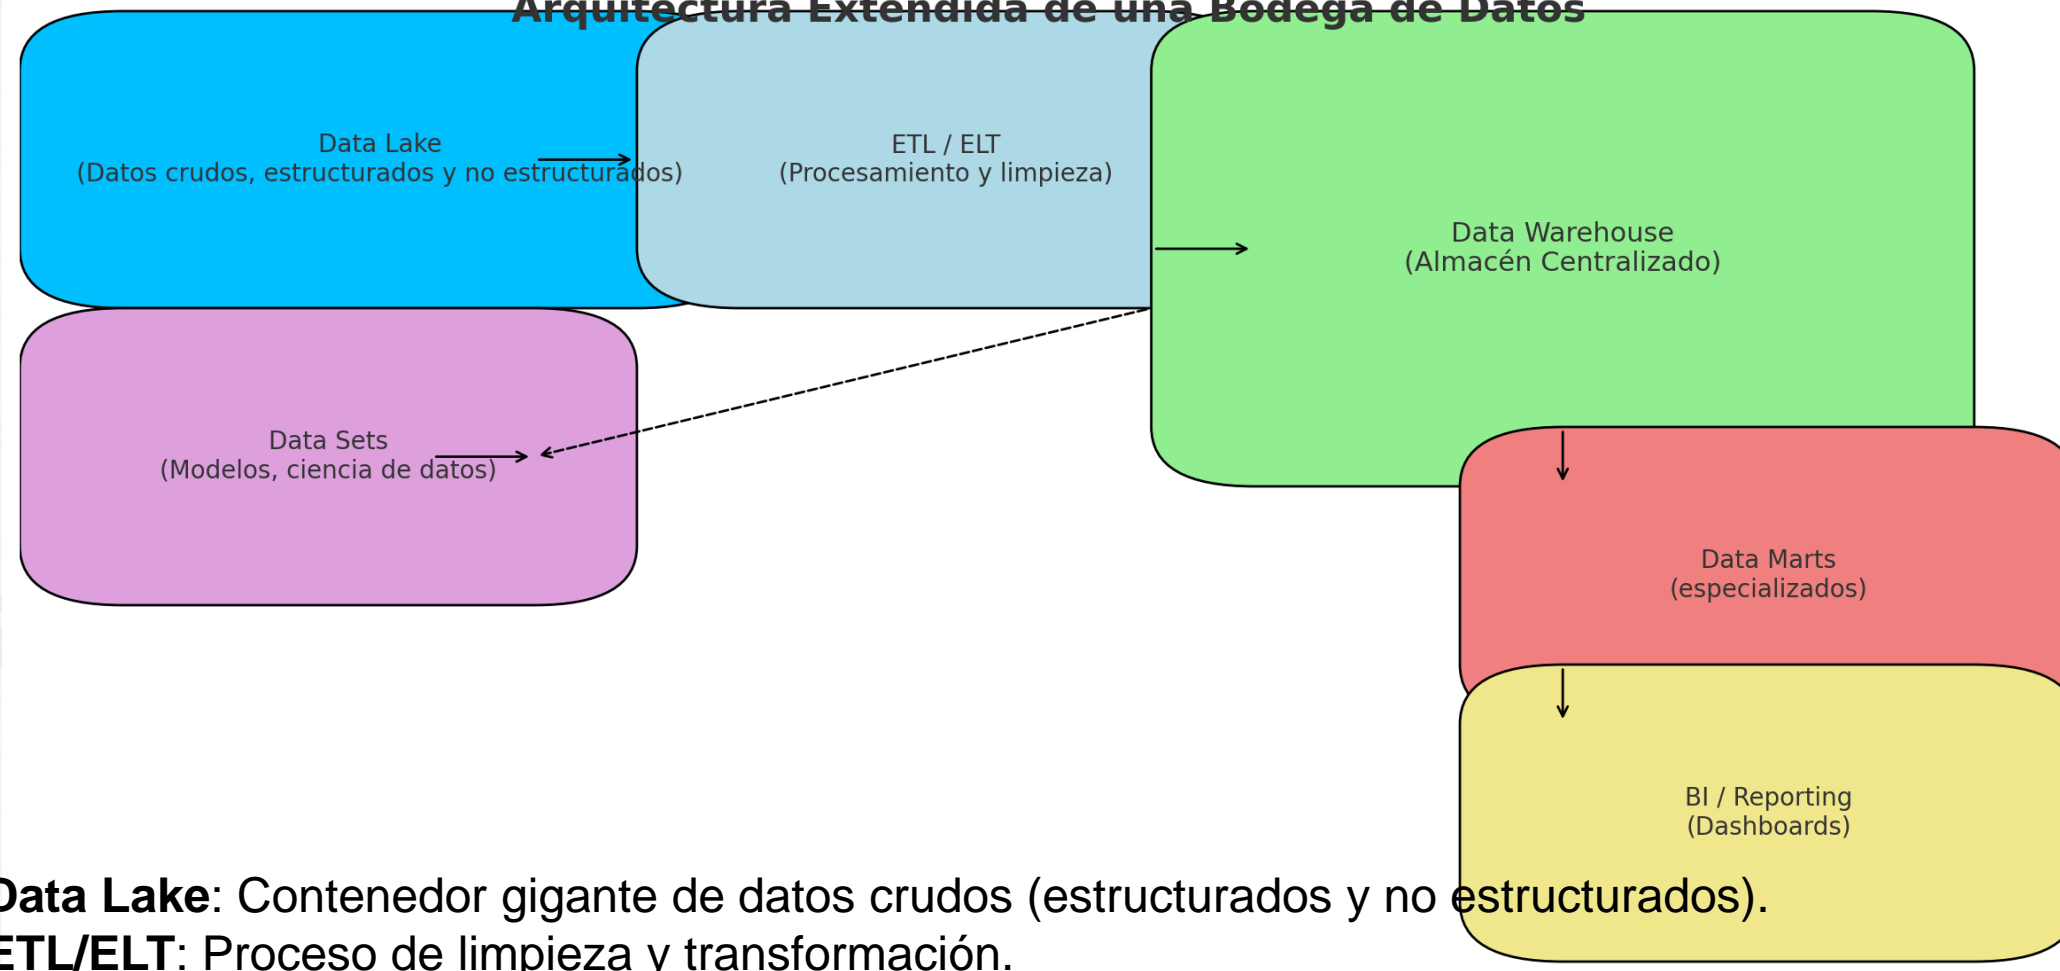 Arquitectura Extendida de una Bodega de Datos
Data Lake
(Datos crudos, estructurados y no estructurados)
ETL / ELT
(Procesamiento y limpieza)
Data Warehouse
(Almacén Centralizado)
Data Sets
(Modelos, ciencia de datos)
Data Marts
(especializados)
BI / Reporting
(Dashboards)
Data Lake: Contenedor gigante de datos crudos (estructurados y no estructurados).
ETL/ELT: Proceso de limpieza y transformación.